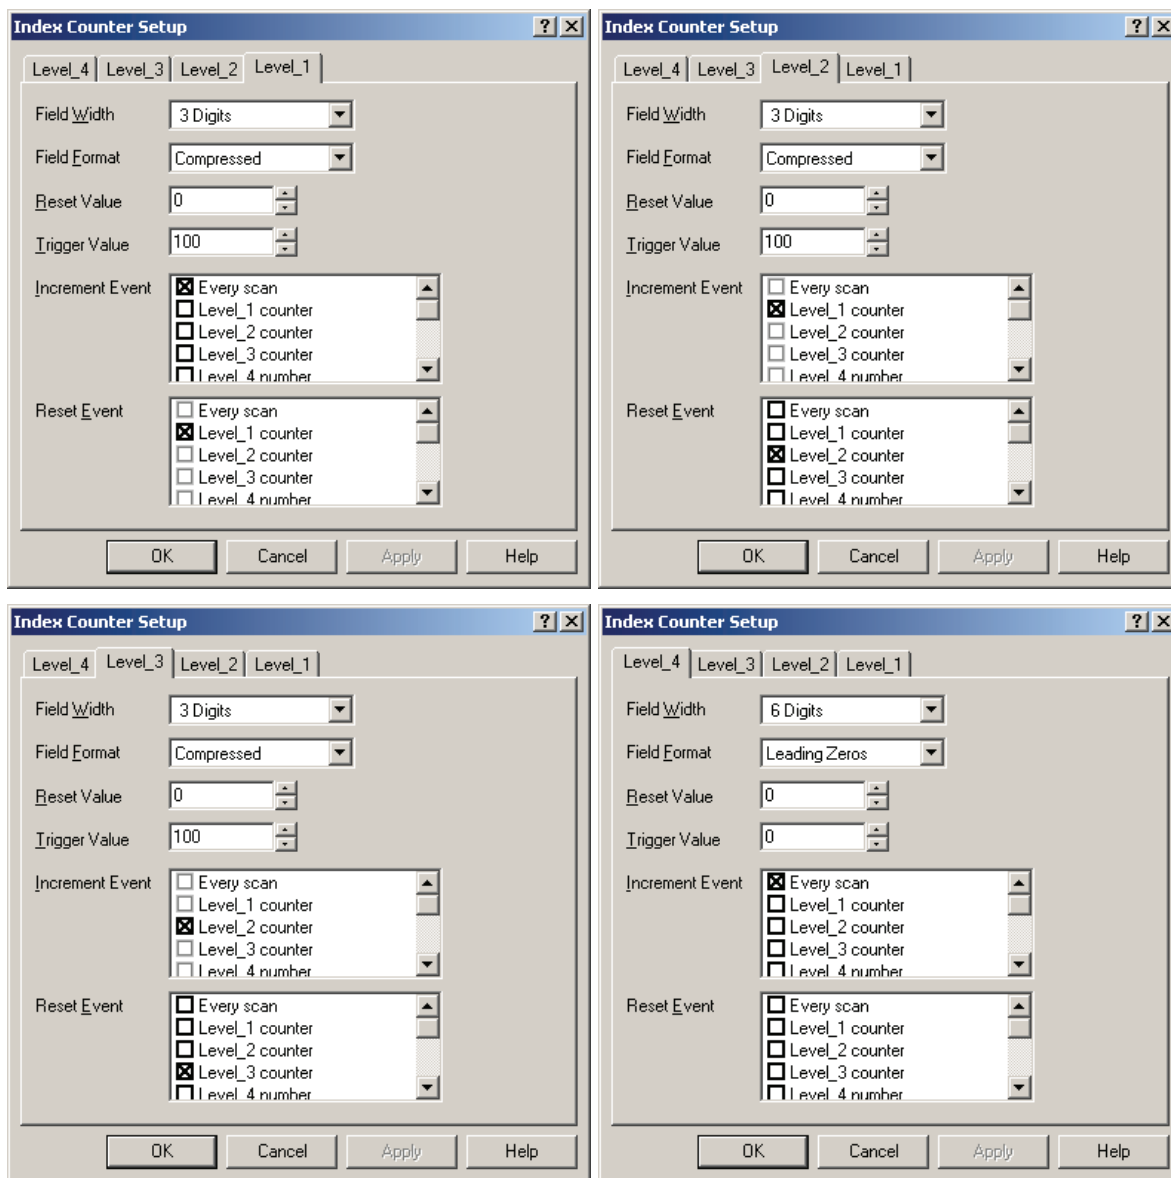 Index Counter Setup
Level_4 Level_3 Level_2 Level_1
Field Width 3 Digits
Field Format Compressed
Reset Value 0
Trigger Value 100
Increment Event Every scan
Level_1 counter
Level_2 counter
Level_3 counter
Level_4 number
Reset Event Every scan
Level_1 counter
Level_2 counter
Level_3 counter
Level_4 number
OK Cancel Apply Help
Index Counter Setup
Level_4 Level_3 Level_2 Level_1
Field Width 3 Digits
Field Format Compressed
Reset Value 0
Trigger Value 100
Increment Event Every scan
Level_1 counter
Level_2 counter
Level_3 counter
Level_4 number
Reset Event Every scan
Level_1 counter
Level_2 counter
Level_3 counter
Level_4 number
OK Cancel Apply Help
Index Counter Setup
Level_4 Level_3 Level_2 Level_1
Field Width 3 Digits
Field Format Compressed
Reset Value 0
Trigger Value 100
Increment Event Every scan
Level_1 counter
Level_2 counter
Level_3 counter
Level_4 number
Reset Event Every scan
Level_1 counter
Level_2 counter
Level_3 counter
Level_4 number
OK Cancel Apply Help
Index Counter Setup
Level_4 Level_3 Level_2 Level_1
Field Width 6 Digits
Field Format Leading Zeros
Reset Value 0
Trigger Value 0
Increment Event Every scan
Level_1 counter
Level_2 counter
Level_3 counter
Level_4 number
Reset Event Every scan
Level_1 counter
Level_2 counter
Level_3 counter
Level_4 number
OK Cancel Apply Help